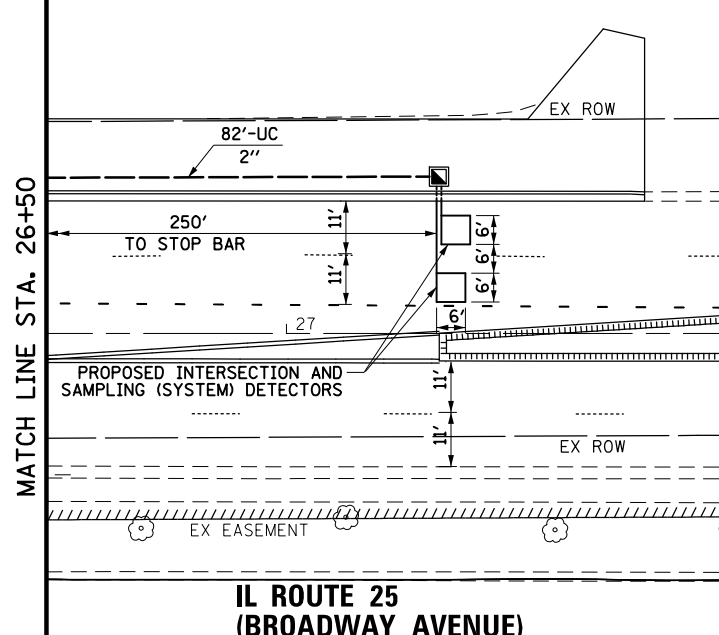 EX ROW
82'-UC
2''
MATCH LINE STA. 26+50
250'
TO STOP BAR
11'
11'
6'
6'
6'
6'
27
PROPOSED INTERSECTION AND
SAMPLING (SYSTEM) DETECTORS
11'
11'
EX ROW
EX EASEMENT
IL ROUTE 25
(BROADWAY AVENUE)